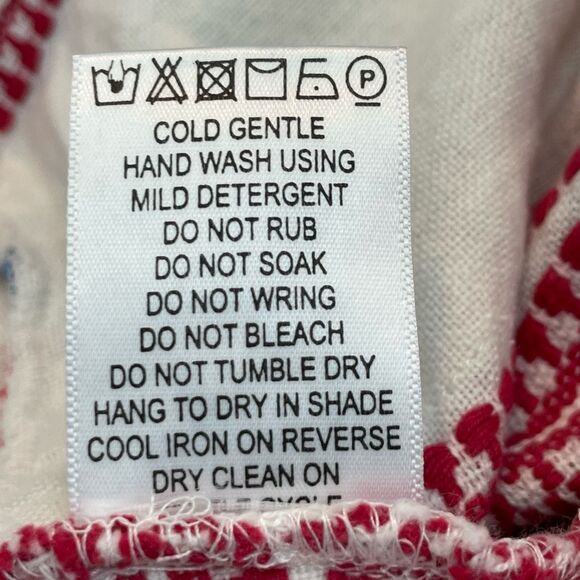 P
COLD GENTLE
HAND WASH USING
MILD DETERGENT
DO NOT RUB
DO NOT SOAK
DO NOT WRING
DO NOT BLEACH
DO NOT TUMBLE DRY
HANG TO DRY IN SHADE
COOL IRON ON REVERSE
DRY CLEAN ON
CYCLE